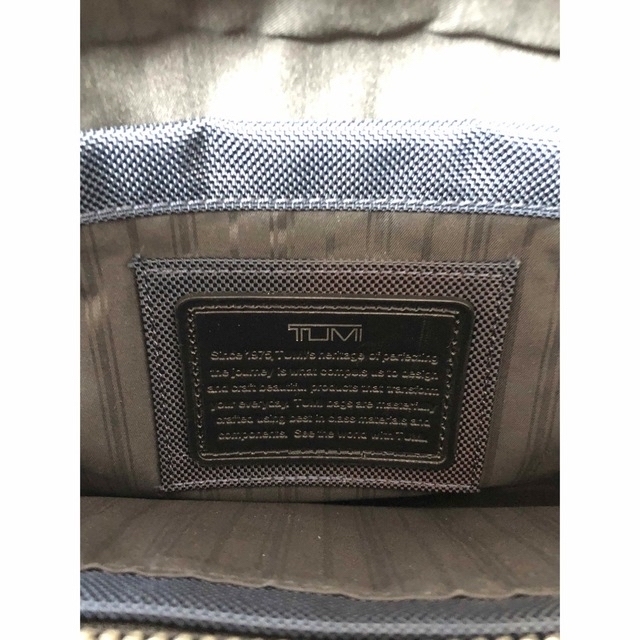 TUMI
Since 1975, TUMI's heritage of perfecting
the journey is what compels us to design
and craft beautiful products that transform
your everyday. TUMI bags are masterfully
crafted using best in class materials and
components. See the world with TUMI.